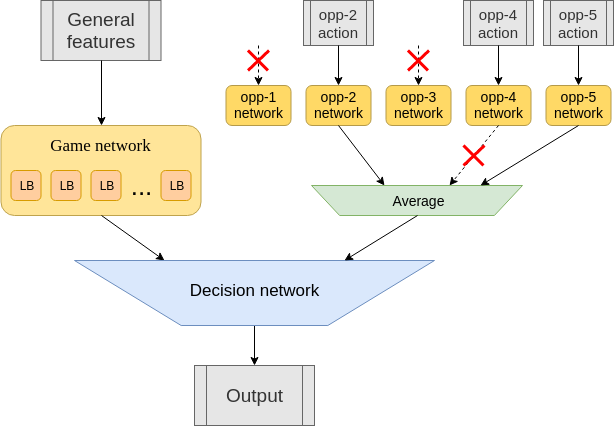 General
features
opp-2
action
opp-4
action
opp-5
action
opp-1
network
opp-2
network
opp-3
network
opp-4
network
opp-5
network
Game network
LB LB LB ... LB
Average
Decision network
Output